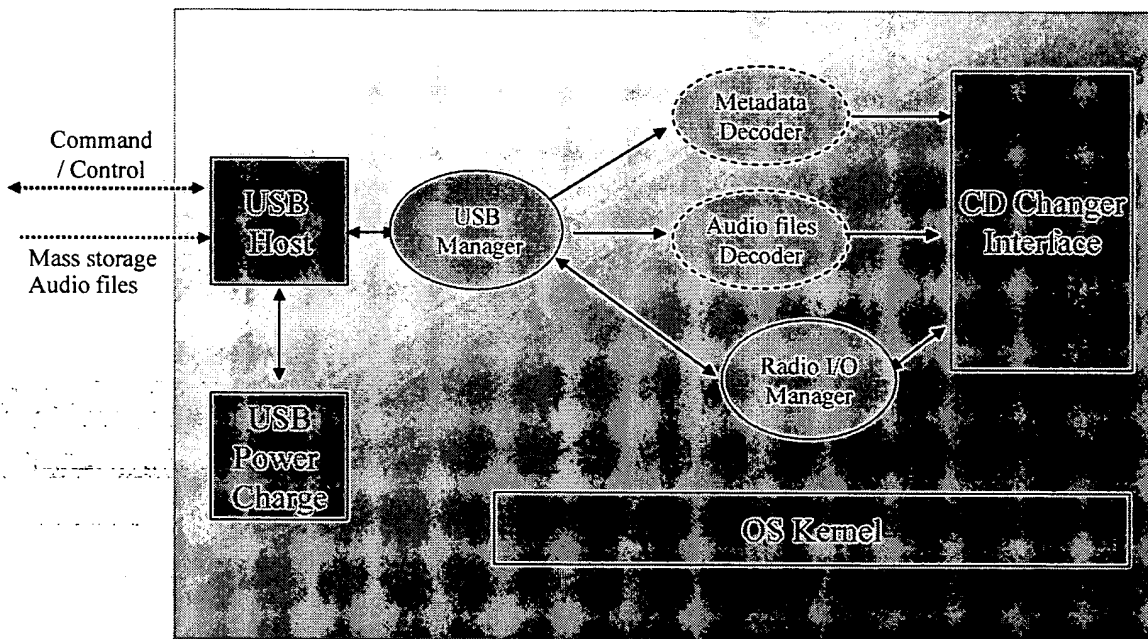 Command
/ Control
Mass storage
Audio files
USB
Host
USB
Power
Charge
USB
Manager
Metadata
Decoder
Audio files
Decoder
Radio I/O
Manager
CD Changer
Interface
OS Kernel